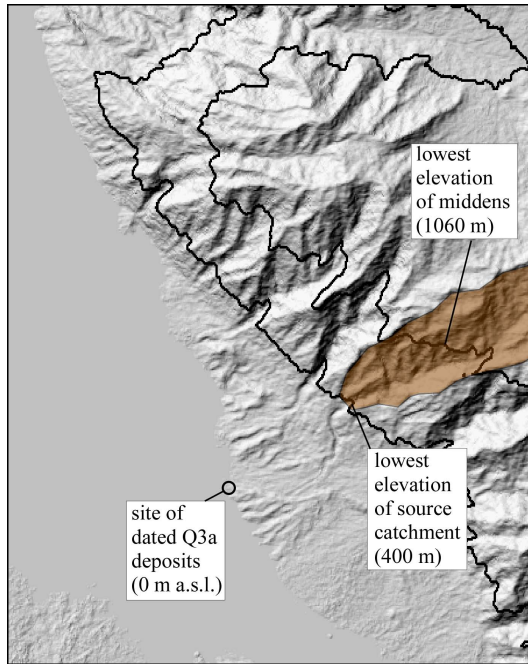 lowest
elevation
of middens
(1060 m)
lowest
elevation
of source
catchment
(400 m)
site of
dated Q3a
deposits
(0 m a.s.l.)